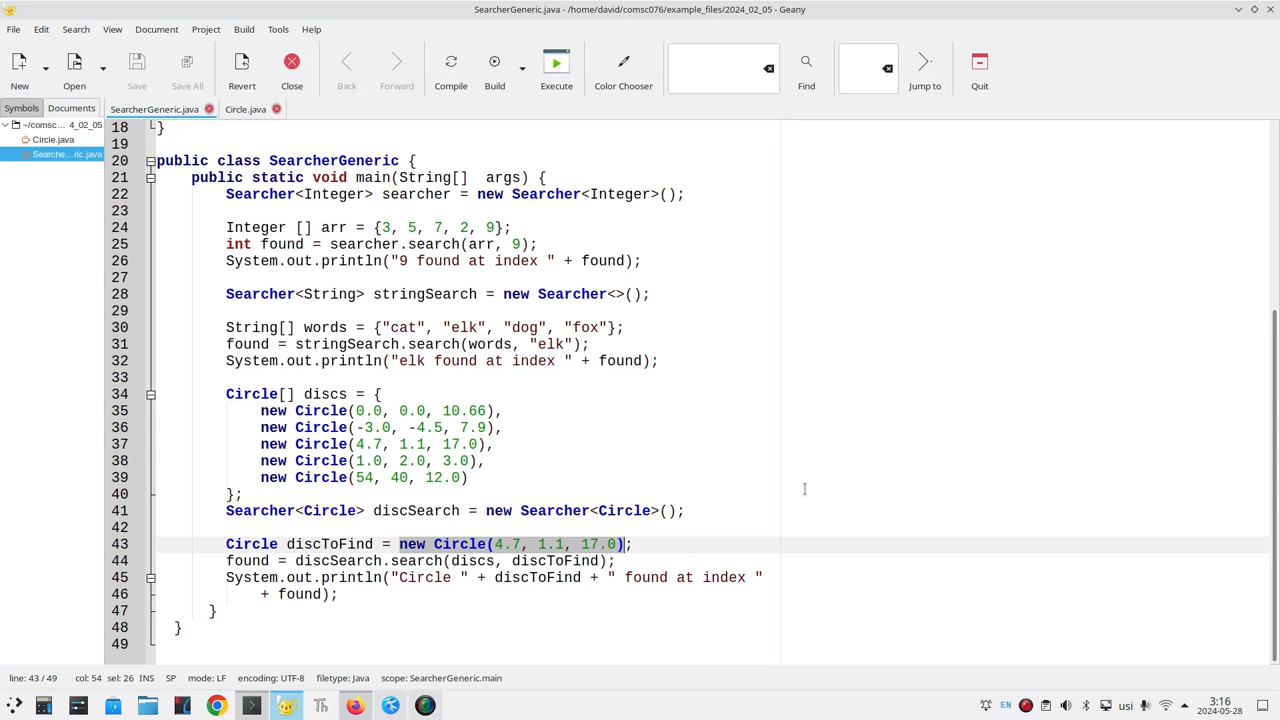 SearcherGeneric.java - /home/david/comsc076/example_files/2024_02_05 - Geany
File Edit Search View Document Project Build Tools Help
New Open Save Save All Revert Close Back Forward Compile Build Execute Color Chooser Find Jump to Quit
Symbols Documents SearcherGeneric.java Circle.java
~/comsc... 4_02_05
Circle.java
Searche...ric.java
18 }
19
20 public class SearcherGeneric {
21 public static void main(String[] args) {
22 Searcher<Integer> searcher = new Searcher<Integer>();
23
24 Integer [] arr = {3, 5, 7, 2, 9};
25 int found = searcher.search(arr, 9);
26 System.out.println("9 found at index " + found);
27
28 Searcher<String> stringSearch = new Searcher<>();
29
30 String[] words = {"cat", "elk", "dog", "fox"};
31 found = stringSearch.search(words, "elk");
32 System.out.println("elk found at index " + found);
33
34 Circle[] discs = {
35 new Circle(0.0, 0.0, 10.66),
36 new Circle(-3.0, -4.5, 7.9),
37 new Circle(4.7, 1.1, 17.0),
38 new Circle(1.0, 2.0, 3.0),
39 new Circle(54, 40, 12.0)
40 };
41 Searcher<Circle> discSearch = new Searcher<Circle>();
42
43 Circle discToFind = new Circle(4.7, 1.1, 17.0);
44 found = discSearch.search(discs, discToFind);
45 System.out.println("Circle " + discToFind + " found at index "
46 + found);
47 }
48 }
49
line: 43 / 49 col: 54 sel: 26 INS SP mode: LF encoding: UTF-8 filetype: Java scope: SearcherGeneric.main
Th EN usi 3:16
2024-05-28